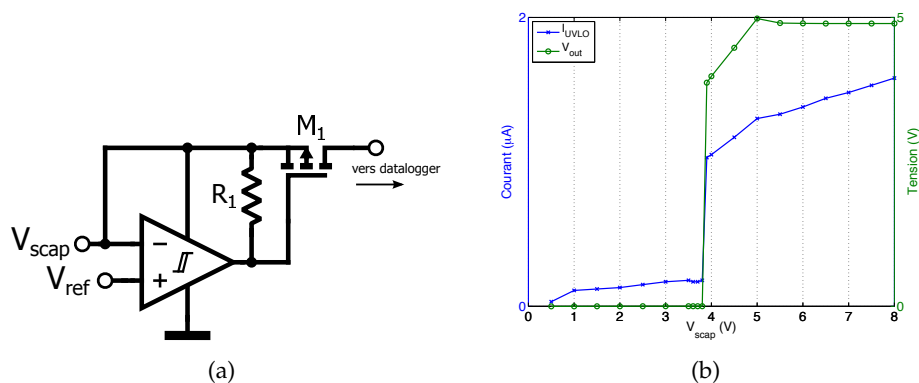 M1
vers datalogger
R1
Vscap
Vref
−
+
(a)
2
5
IUVLO
Vout
Courant (μA)
Tension (V)
0
0
0 1 2 3 4 5 6 7 8
Vscap (V)
(b)